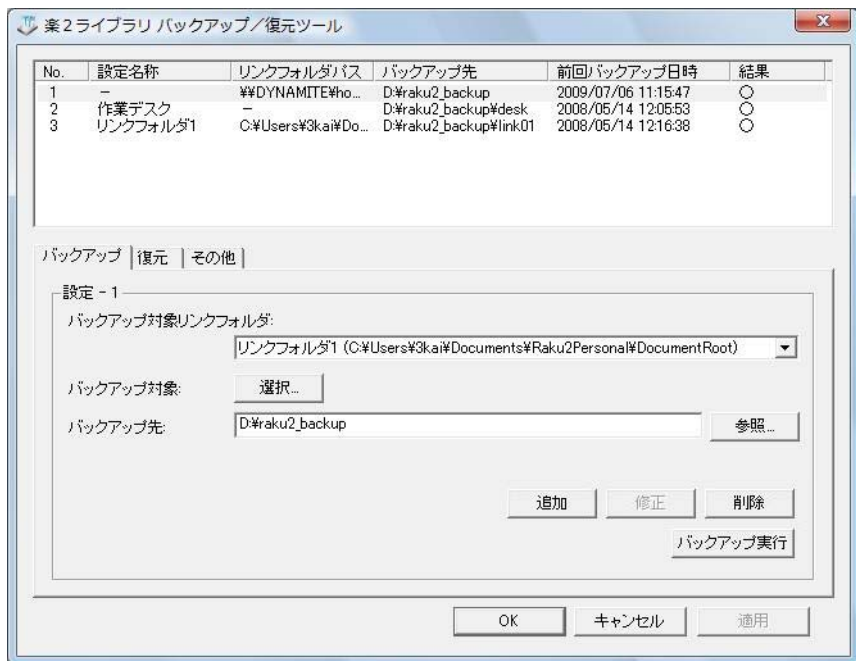 楽2ライブラリ バックアップ／復元ツール
No. 設定名称 リンクフォルダパス バックアップ先 前回バックアップ日時 結果
1 － ¥¥DYNAMITE¥ho... D:¥raku2_backup 2009/07/06 11:15:47 ○
2 作業デスク － D:¥raku2_backup¥desk 2008/05/14 12:05:53 ○
3 リンクフォルダ1 C:¥Users¥3kai¥Do... D:¥raku2_backup¥link01 2008/05/14 12:16:38 ○
バックアップ 復元 その他
設定 - 1
バックアップ対象リンクフォルダ:
リンクフォルダ1 (C:¥Users¥3kai¥Documents¥Raku2Personal¥DocumentRoot)
バックアップ対象: 選択...
バックアップ先: D:¥raku2_backup 参照...
追加 修正 削除
バックアップ実行
OK キャンセル 適用